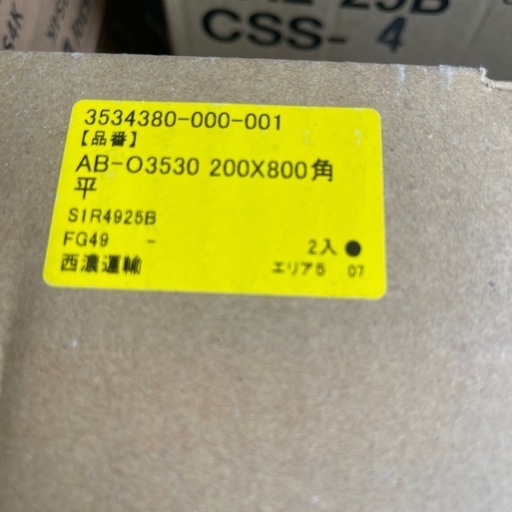 CSS- 4
3534380-000-001
【品番】
AB-O3530 200X800角
平
SIR4925B
FG49 -
2入 ●
西濃運輸
エリア5 07